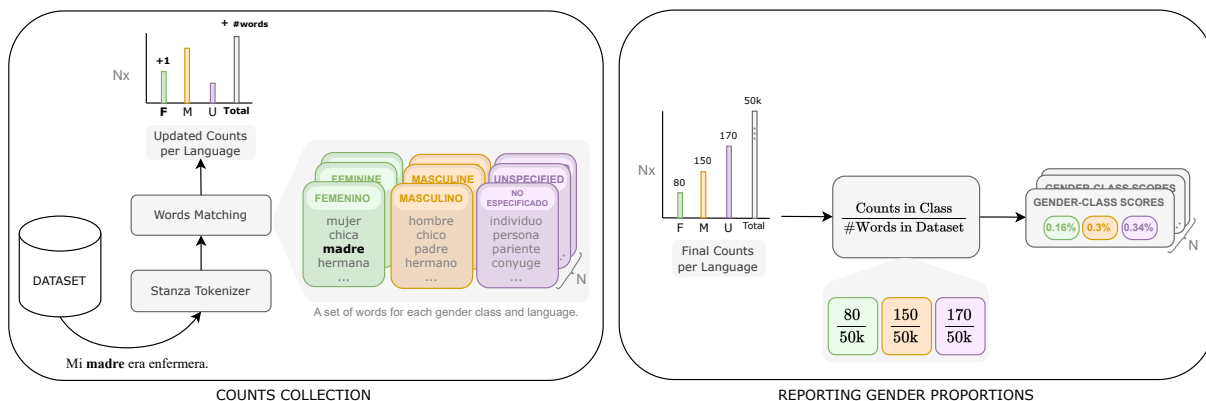 + #words
+1
Nx
F M U Total
Updated Counts
per Language
Words Matching
Stanza Tokenizer
DATASET
Mi madre era enfermera.
FEMININE
MASCULINE
UNSPECIFIED
FEMENINO
mujer
chica
madre
hermana
...
MASCULINO
hombre
chico
padre
hermano
...
NO
ESPECIFICADO
individuo
persona
pariente
conyuge
...
N
A set of words for each gender class and language.
COUNTS COLLECTION
50k
170
150
80
Nx
F M U Total
Final Counts
per Language
Counts in Class
#Words in Dataset
80
50k
150
50k
170
50k
GENDER-CLASS SCORES
GENDER-CLASS SCORES
0.16% 0.3% 0.34%
N
REPORTING GENDER PROPORTIONS